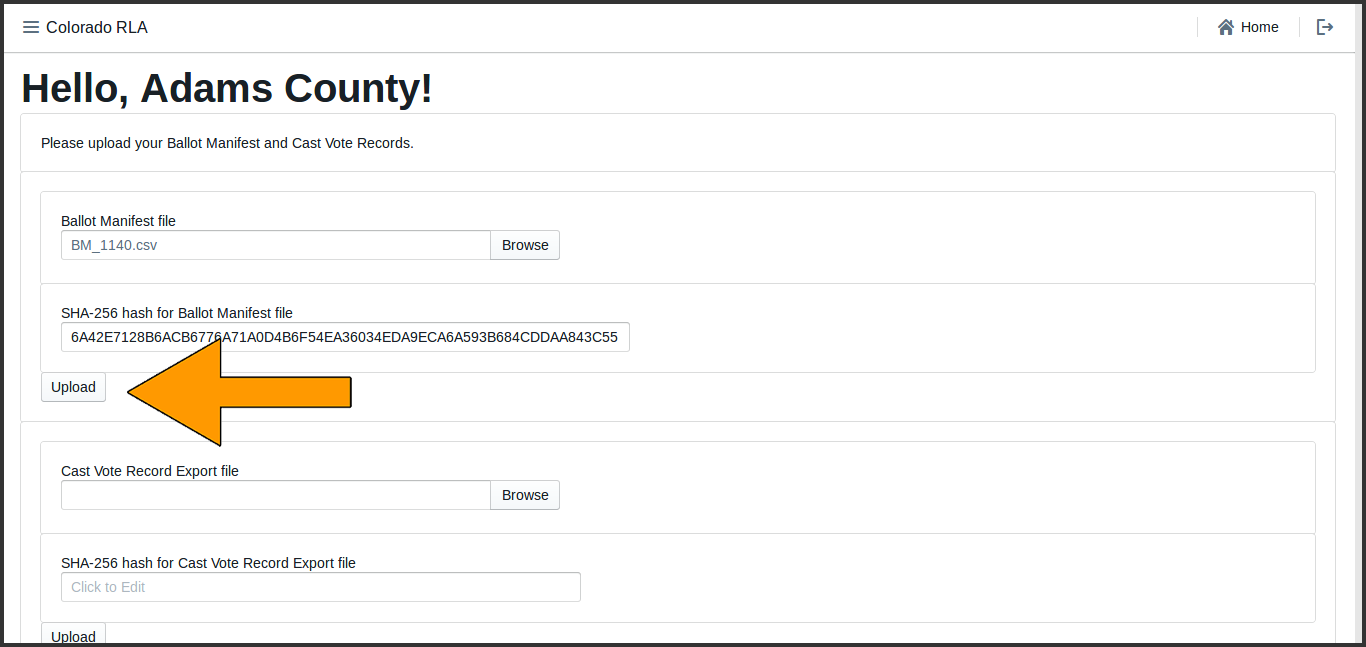 Colorado RLA
Home
Hello, Adams County!
Please upload your Ballot Manifest and Cast Vote Records.
Ballot Manifest file
BM_1140.csv
Browse
SHA-256 hash for Ballot Manifest file
6A42E7128B6ACB6776A71A0D4B6F54EA36034EDA9ECA6A593B684CDDAA843C55
Upload
Cast Vote Record Export file
Browse
SHA-256 hash for Cast Vote Record Export file
Click to Edit
Upload